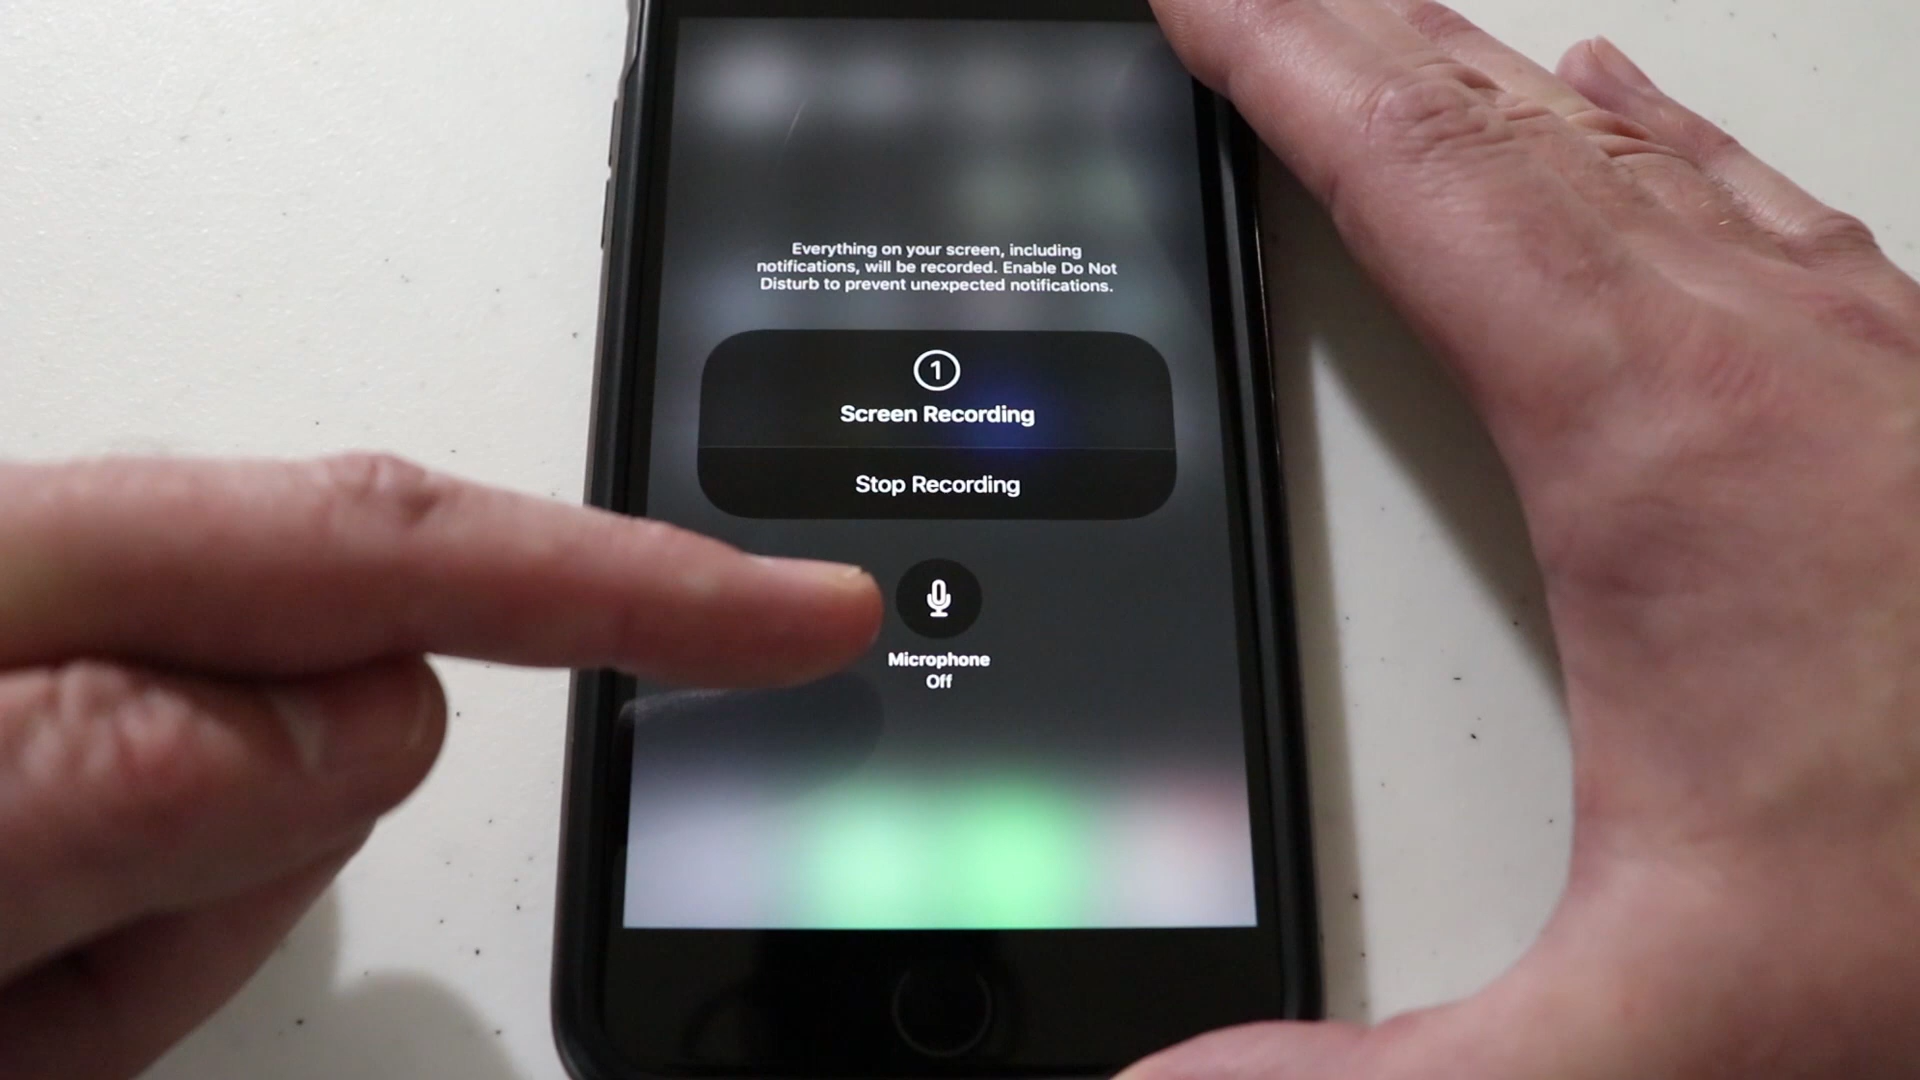 Everything on your screen, including
notifications, will be recorded. Enable Do Not
Disturb to prevent unexpected notifications.
1
Screen Recording
Stop Recording
Microphone
Off